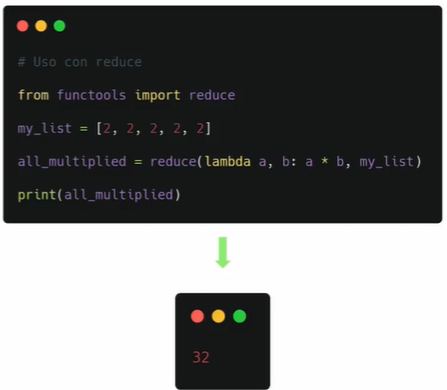 # Uso con reduce
from functools import reduce
my_list = [2, 2, 2, 2, 2]
all_multiplied = reduce(lambda a, b: a * b, my_list)
print(all_multiplied)
32